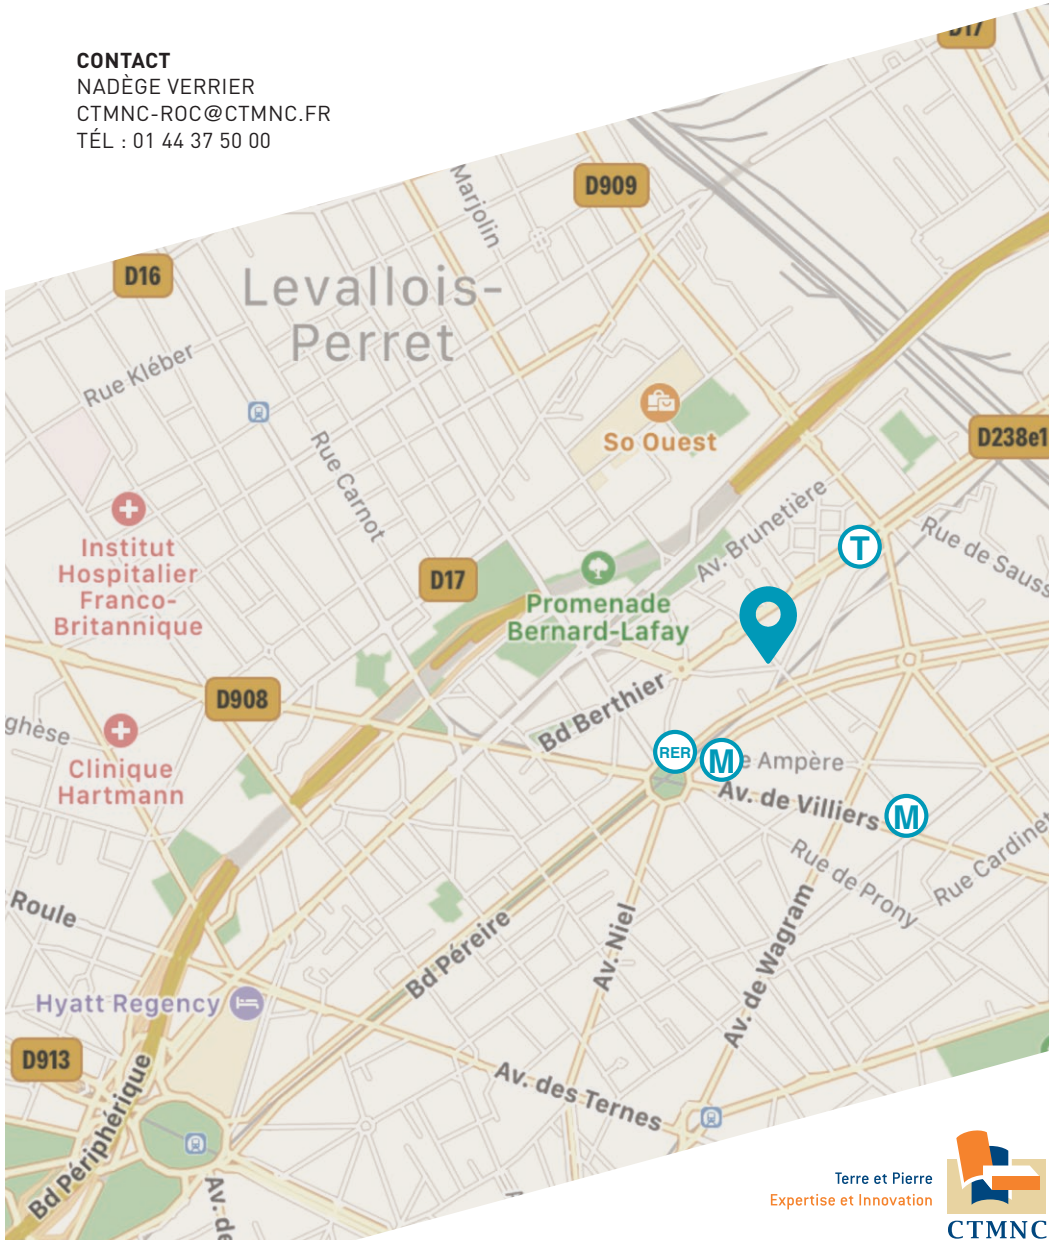 CONTACT
NADÈGE VERRIER
CTMNC-ROC@CTMNC.FR
TÉL : 01 44 37 50 00
D17
D909
Marjolin
D16
Levallois-
Perret
Rue Kléber
So Ouest
D238e1
Rue Carnot
Av. Brunetière
Institut
Hospitalier
Franco-
Britannique
T
Rue de Sauss
D17
Promenade
Bernard-Lafay
D908
Bd Berthier
ghèse
RER
M
e Ampère
Clinique
Hartmann
Av. de Villiers
M
Rue de Prony
Rue Cardinet
Roule
Bd Péreire
Av. Niel
Av. de Wagram
Hyatt Regency
D913
Bd Périphérique
Av. des Ternes
Av. de
Terre et Pierre
Expertise et Innovation
CTMNC